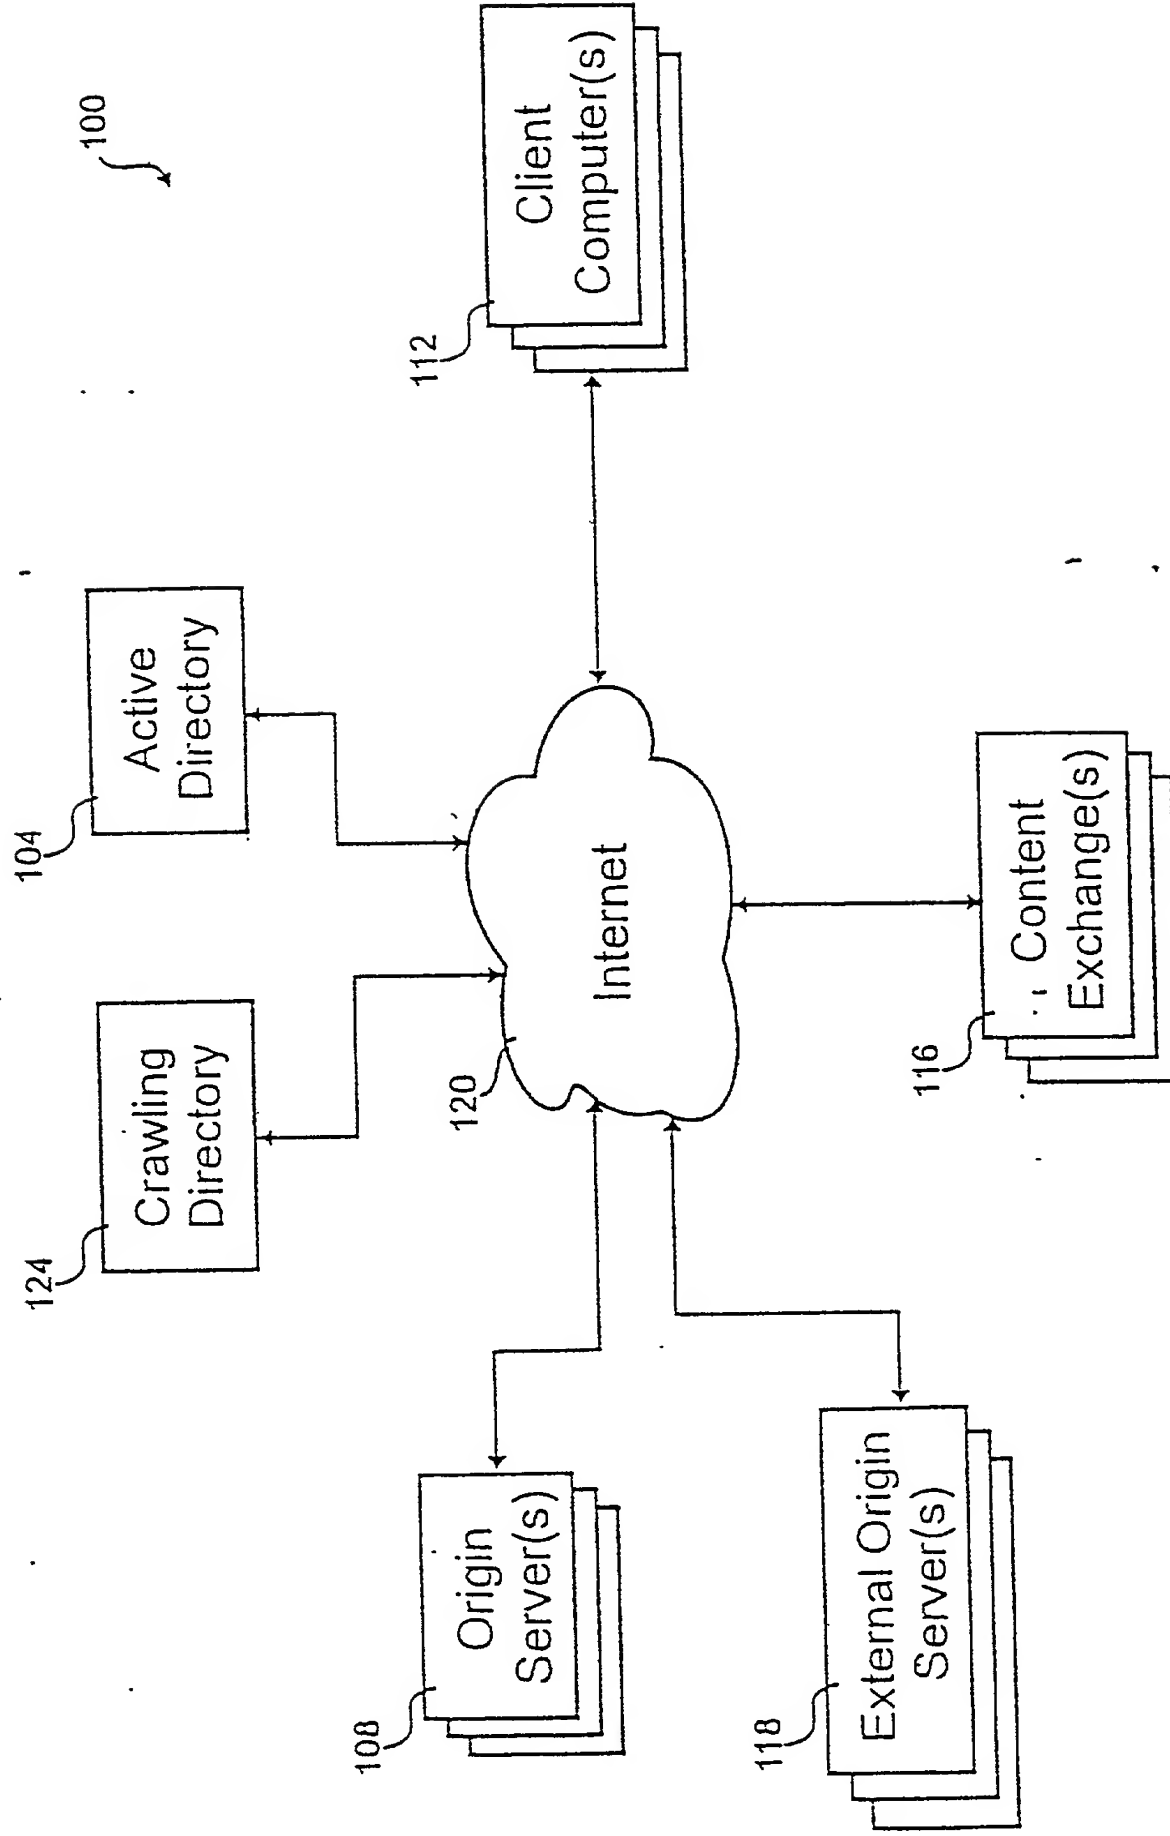 100
124
Crawling
Directory
104
Active
Directory
108
Origin
Server(s)
120
Internet
112
Client
Computer(s)
118
External Origin
Server(s)
116
Content
Exchange(s)